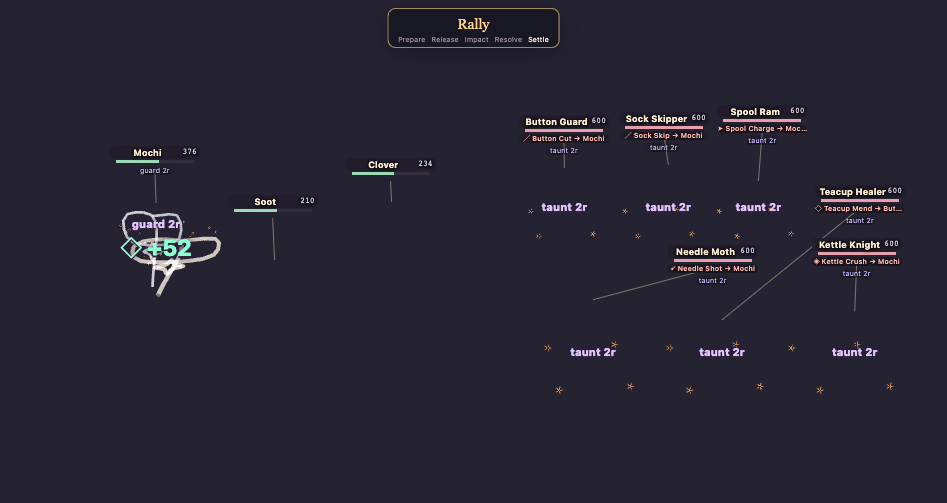 Rally
Prepare Release Impact Resolve Settle
Mochi 376
guard 2r
guard 2r
+52
Soot 210
Clover 234
Button Guard 600
Button Cut → Mochi
taunt 2r
Sock Skipper 600
Sock Skip → Mochi
taunt 2r
Spool Ram 600
Spool Charge → Moc...
taunt 2r
Teacup Healer 600
Teacup Mend → But...
taunt 2r
taunt 2r
taunt 2r
taunt 2r
Needle Moth 600
Needle Shot → Mochi
taunt 2r
Kettle Knight 600
Kettle Crush → Mochi
taunt 2r
taunt 2r
taunt 2r
taunt 2r